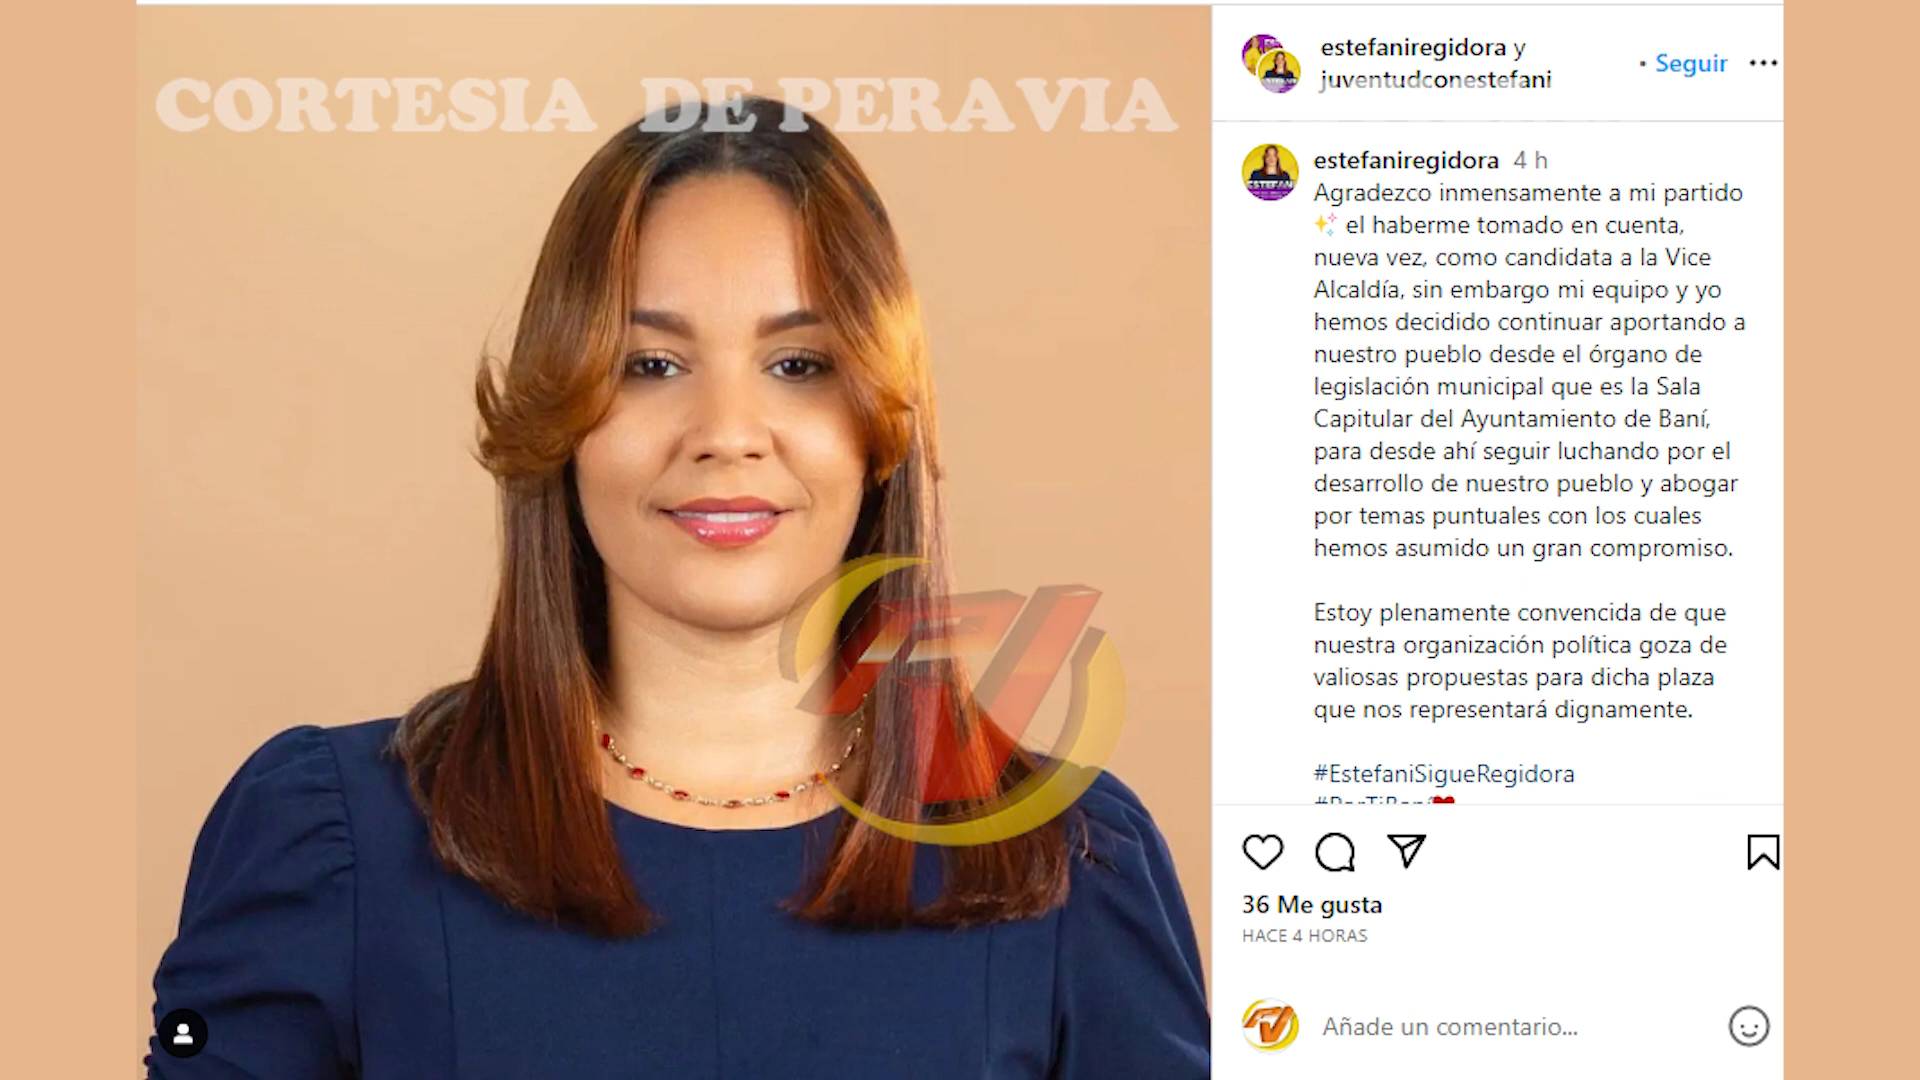 CORTESIA DE PERAVIA
estefaniregidora y
juventudconestefani
• Seguir
ESTEFANI
estefaniregidora 4 h
Agradezco inmensamente a mi partido
✨ el haberme tomado en cuenta,
nueva vez, como candidata a la Vice
Alcaldía, sin embargo mi equipo y yo
hemos decidido continuar aportando a
nuestro pueblo desde el órgano de
legislación municipal que es la Sala
Capitular del Ayuntamiento de Baní,
para desde ahí seguir luchando por el
desarrollo de nuestro pueblo y abogar
por temas puntuales con los cuales
hemos asumido un gran compromiso.
Estoy plenamente convencida de que
nuestra organización política goza de
valiosas propuestas para dicha plaza
que nos representará dignamente.
#EstefaniSigueRegidora
#PorTiBaní❤️
36 Me gusta
HACE 4 HORAS
Añade un comentario...